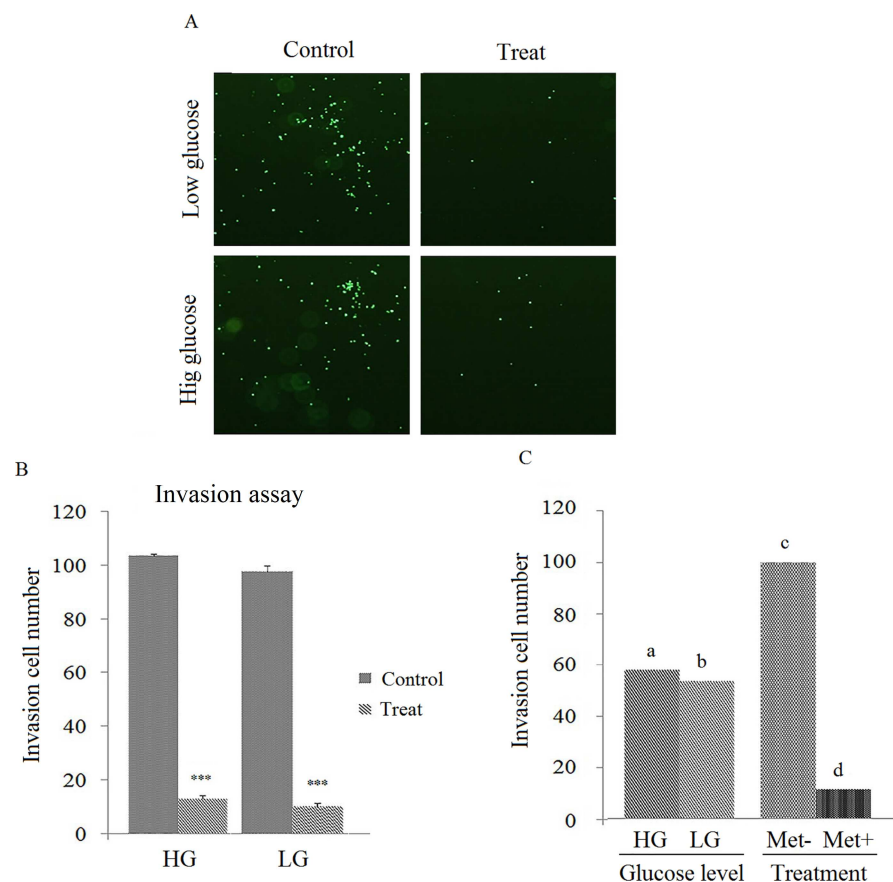 A
Control Treat
Low glucose
Hig glucose
B
Invasion assay
Invasion cell number
120
100
80
60
40
20
0
***
***
HG LG
Control
Treat
C
Invasion cell number
120
100
80
60
40
20
0
a
b
c
d
HG LG Met- Met+
Glucose level Treatment